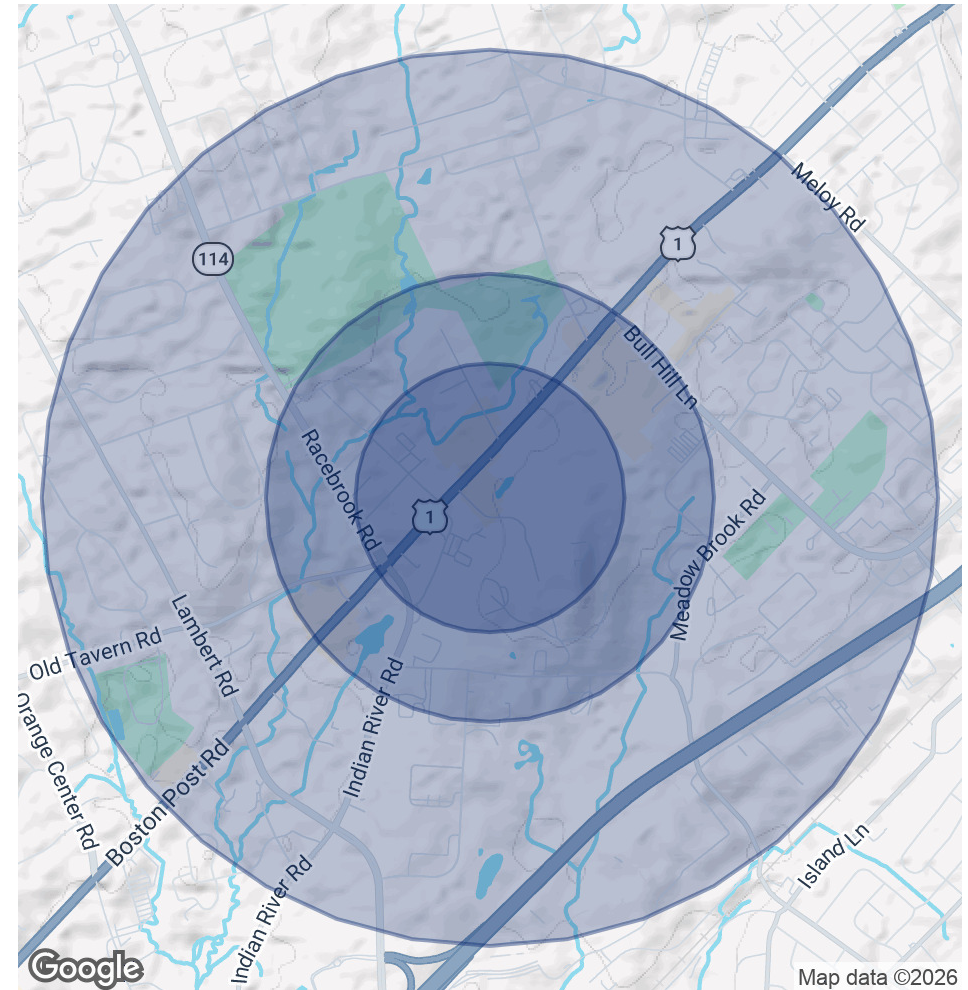 Meloy Rd
1
114
Bull Hill Ln
Racebrook Rd
1
Meadow Brook Rd
Lambert Rd
Old Tavern Rd
Orange Center Rd
Indian River Rd
Boston Post Rd
Island Ln
Indian River Rd
Google
Map data ©2026